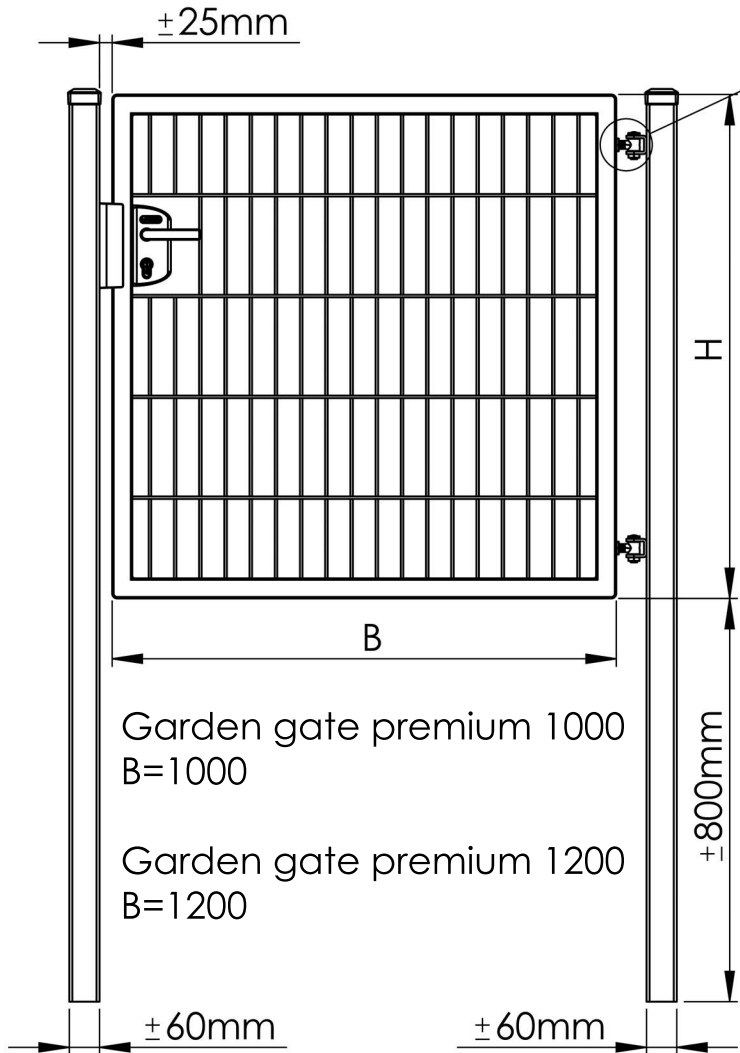 ±25mm
H
B
Garden gate premium 1000
B=1000
Garden gate premium 1200
B=1200
±800mm
±60mm
±60mm